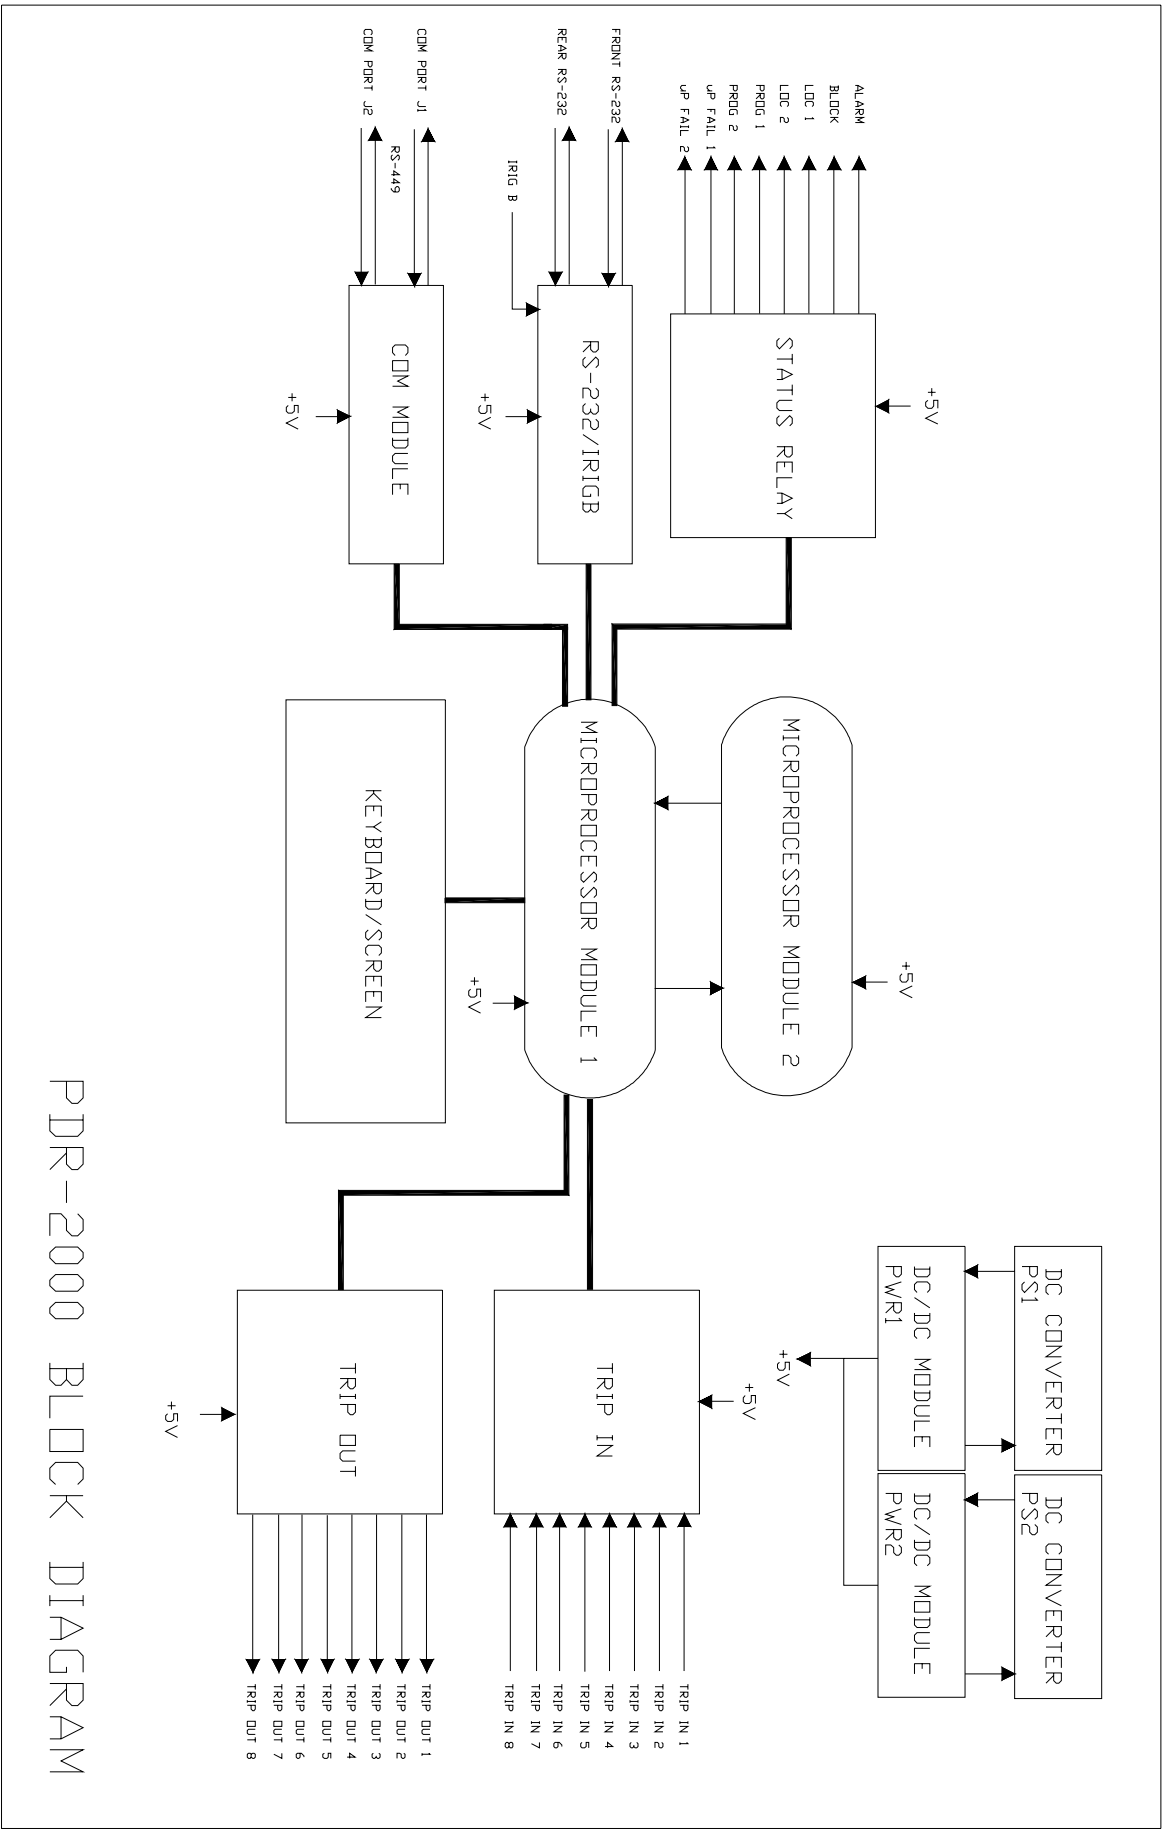 DC CONVERTER
PS1
DC CONVERTER
PS2
DC/DC MODULE
PWR1
DC/DC MODULE
PWR2
+5V
+5V
+5V
ALARM
BLOCK
LOC 1
LOC 2
PROG 1
PROG 2
uP FAIL 1
uP FAIL 2
STATUS RELAY
MICROPROCESSOR MODULE 2
+5V
TRIP IN
TRIP IN 1
TRIP IN 2
TRIP IN 3
TRIP IN 4
TRIP IN 5
TRIP IN 6
TRIP IN 7
TRIP IN 8
FRONT RS-232
REAR RS-232
IRIG B
RS-232/IRIGB
+5V
MICROPROCESSOR MODULE 1
+5V
COM PORT J1
RS-449
COM PORT J2
COM MODULE
+5V
KEYBOARD/SCREEN
TRIP OUT
+5V
TRIP OUT 1
TRIP OUT 2
TRIP OUT 3
TRIP OUT 4
TRIP OUT 5
TRIP OUT 6
TRIP OUT 7
TRIP OUT 8
PDR-2000 BLOCK DIAGRAM